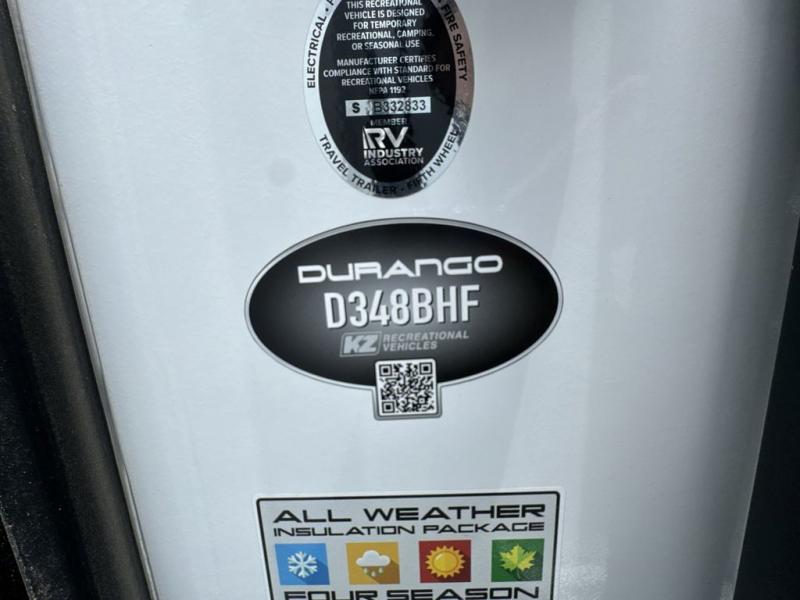 THIS RECREATIONAL
VEHICLE IS DESIGNED
FOR TEMPORARY
RECREATIONAL, CAMPING,
OR SEASONAL USE
MANUFACTURER CERTIFIES
COMPLIANCE WITH STANDARD FOR
RECREATIONAL VEHICLES
NFPA 1192
ELECTRICAL
FIRE SAFETY
S B332833
MEMBER
RV
INDUSTRY
ASSOCIATION
TRAVEL TRAILER - FIFTH WHEEL
DURANGO
D348BHF
KZ RECREATIONAL
VEHICLES
ALL WEATHER
INSULATION PACKAGE
FOUR SEASON